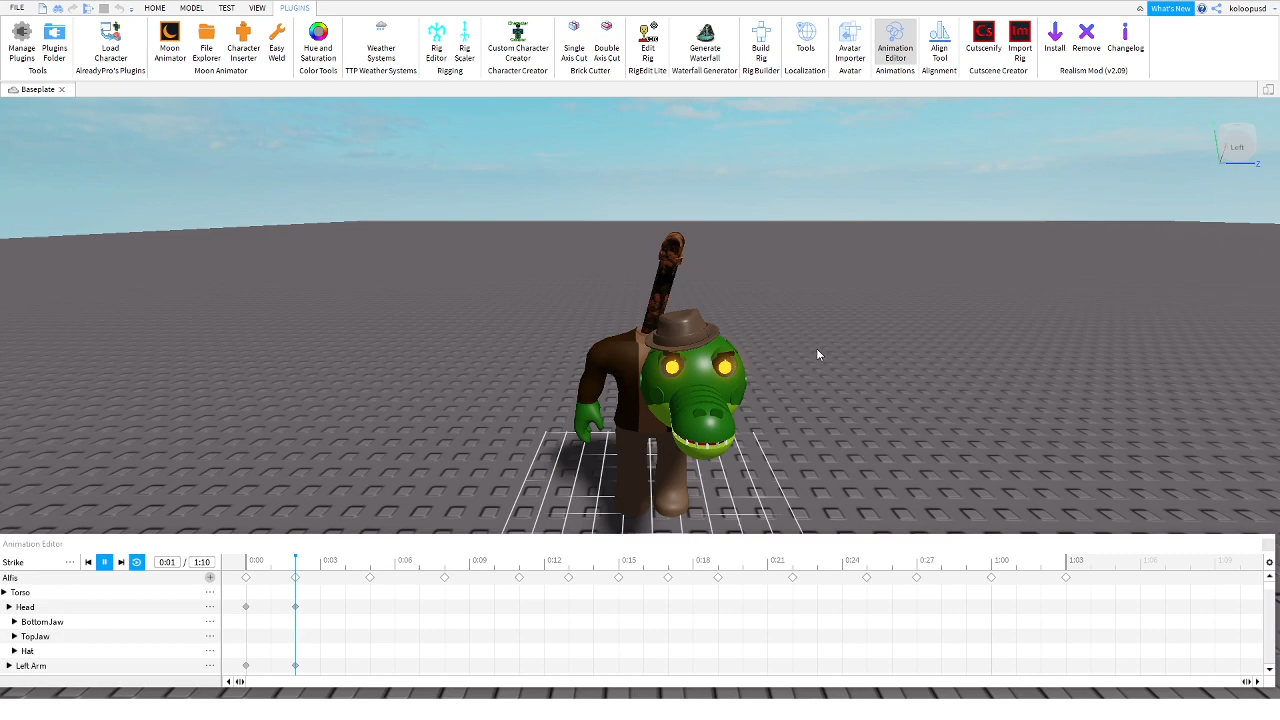 FILE HOME MODEL TEST VIEW PLUGINS What's New koloopusd
Manage Plugins
Plugins Folder
Tools
Load Character
AlreadyPro's Plugins
Moon Animator
File Explorer
Character Inserter
Easy Weld
Moon Animator
Hue and Saturation
Color Tools
Weather Systems
TTP Weather Systems
Rig Editor
Rig Scaler
Rigging
Custom Character Creator
Character Creator
Single Axis Cut
Double Axis Cut
Brick Cutter
Edit Rig
RigEdit Lite
Generate Waterfall
Waterfall Generator
Build Rig
Rig Builder
Tools
Localization
Avatar Importer
Avatar
Animation Editor
Animations
Align Tool
Alignment
Cs
Cutscenify
Im
Import Rig
Cutscene Creator
Install
Remove
Changelog
Realism Mod (v2.09)
Baseplate
Left
Z
Animation Editor
Strike 0:01 / 1:10 0:00 0:03 0:06 0:09 0:12 0:15 0:18 0:21 0:24 0:27 1:00 1:03 1:06 1:09
Alfis
Torso
Head
BottomJaw
TopJaw
Hat
Left Arm